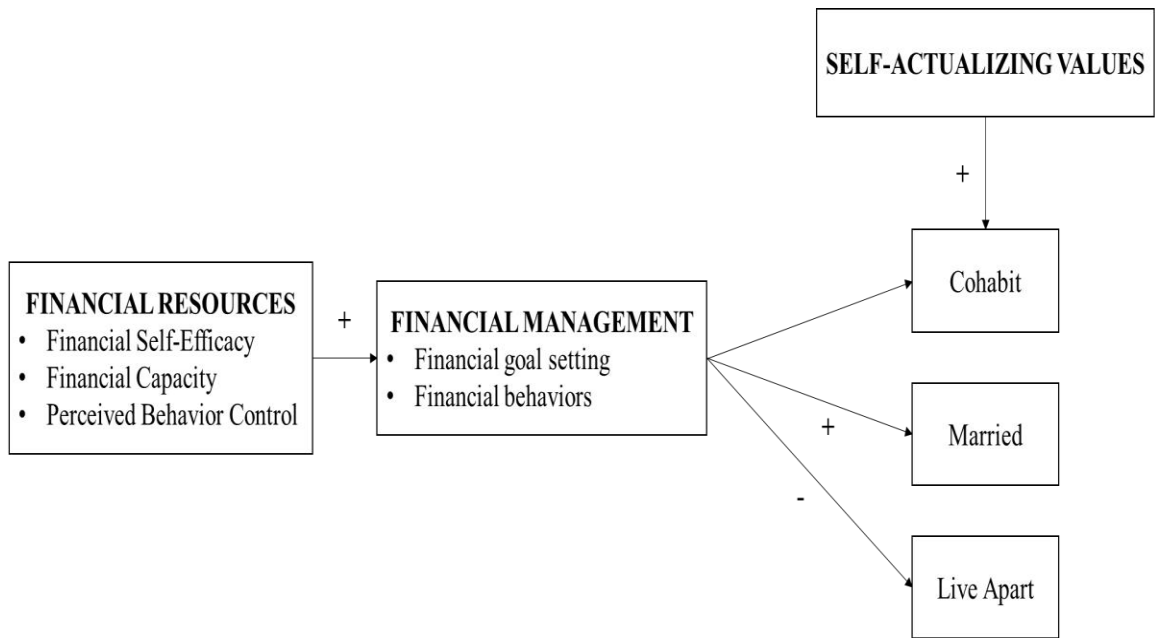 SELF-ACTUALIZING VALUES
+
Cohabit
FINANCIAL RESOURCES
• Financial Self-Efficacy
• Financial Capacity
• Perceived Behavior Control
+
FINANCIAL MANAGEMENT
• Financial goal setting
• Financial behaviors
+
Married
-
Live Apart